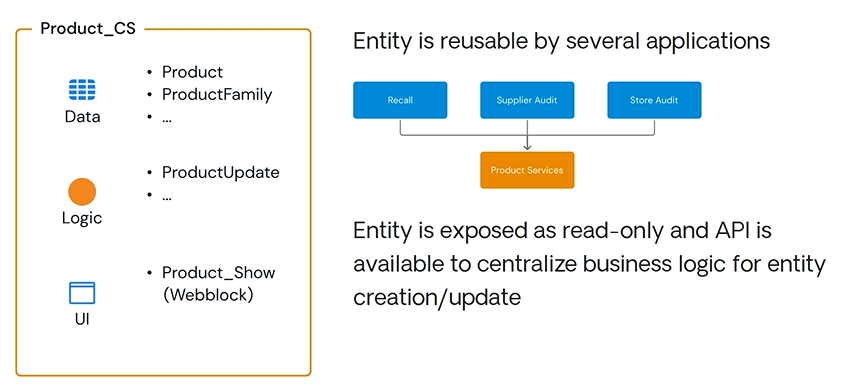 Product_CS
Data
• Product
• ProductFamily
• ...
Logic
• ProductUpdate
• ...
UI
• Product_Show
(Webblock)
Entity is reusable by several applications
Recall
Supplier Audit
Store Audit
Product Services
Entity is exposed as read-only and API is
available to centralize business logic for entity
creation/update